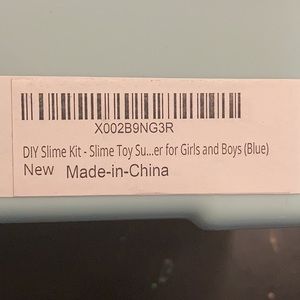 X002B9NG3R
DIY Slime Kit - Slime Toy Su...er for Girls and Boys (Blue)
New Made-in-China